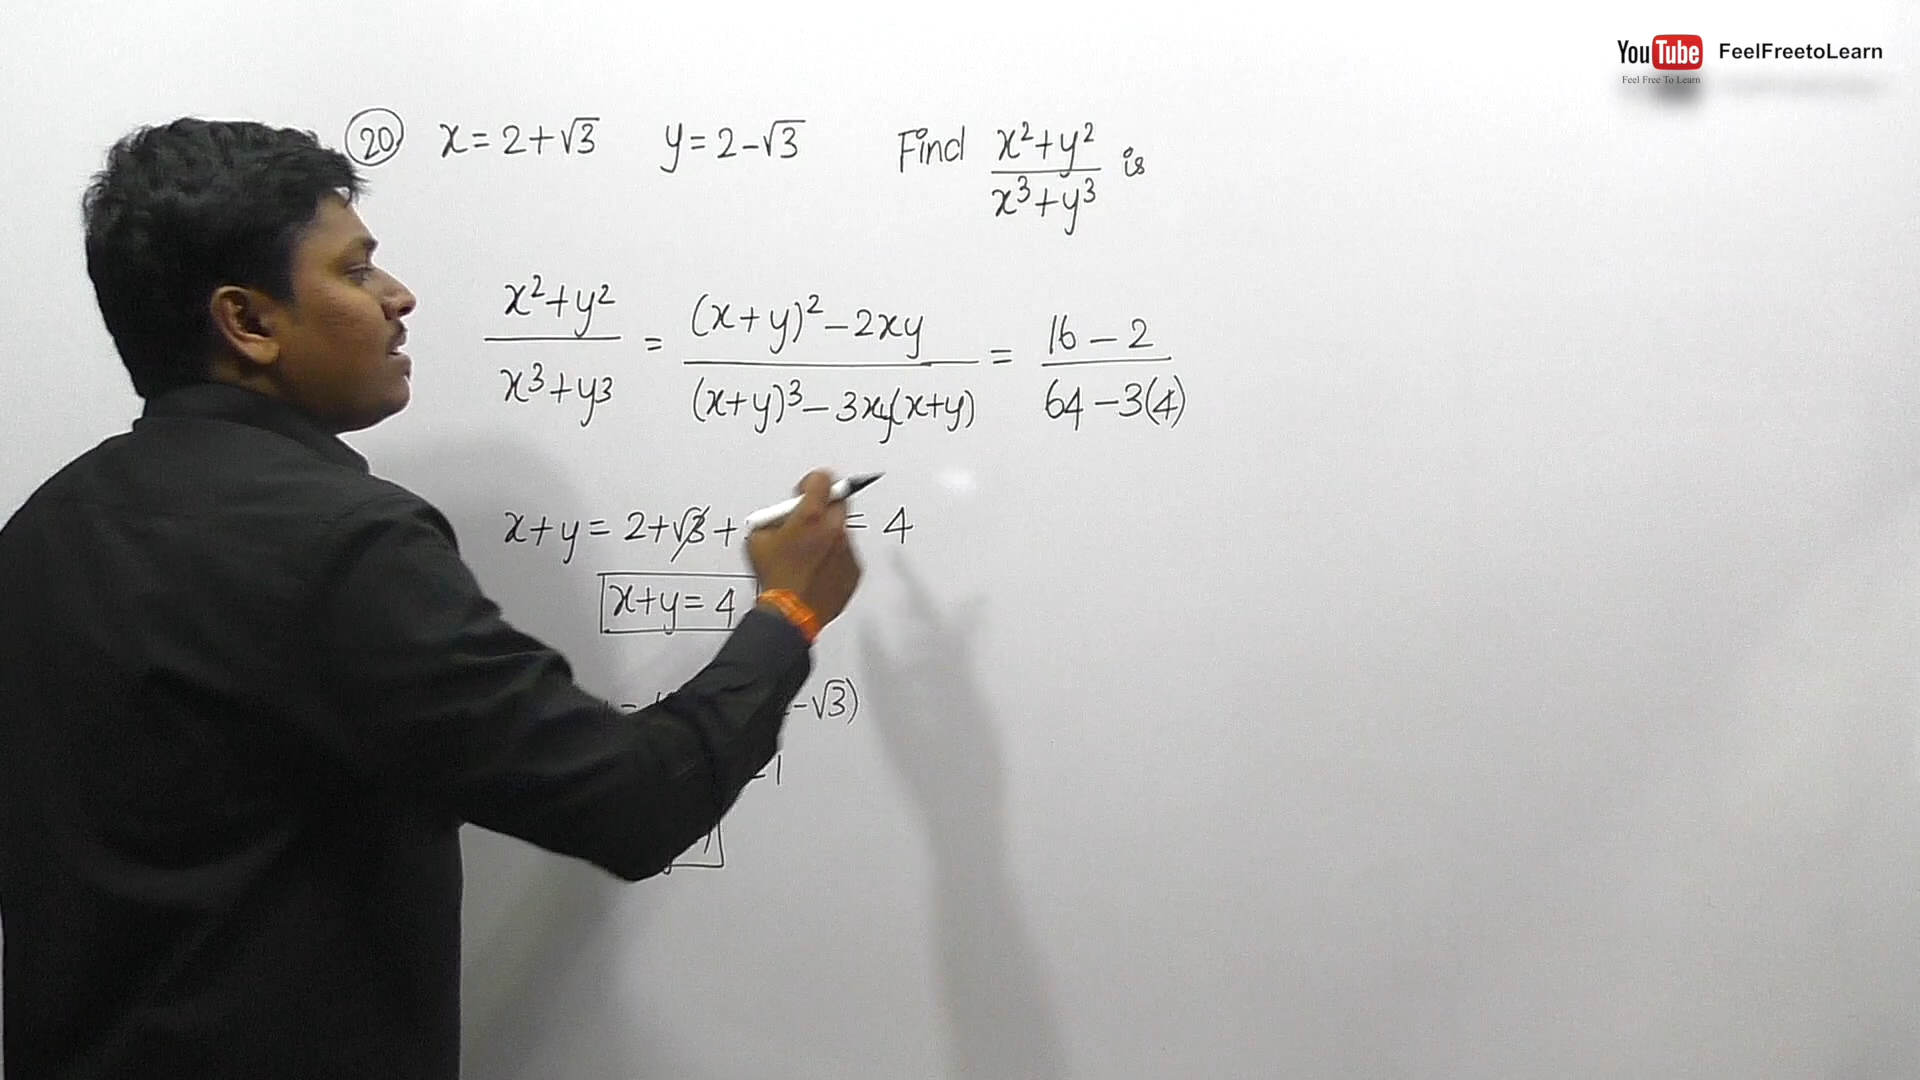 YouTube FeelFreetoLearn
Feel Free To Learn
20 x=2+√3 y=2-√3 Find x²+y²/x³+y³ is
x²+y²/x³+y³ = (x+y)²-2xy/(x+y)³-3xy(x+y) = 16-2/64-3(4)
x+y = 2+√3+ = 4
x+y=4
-√3)
-1